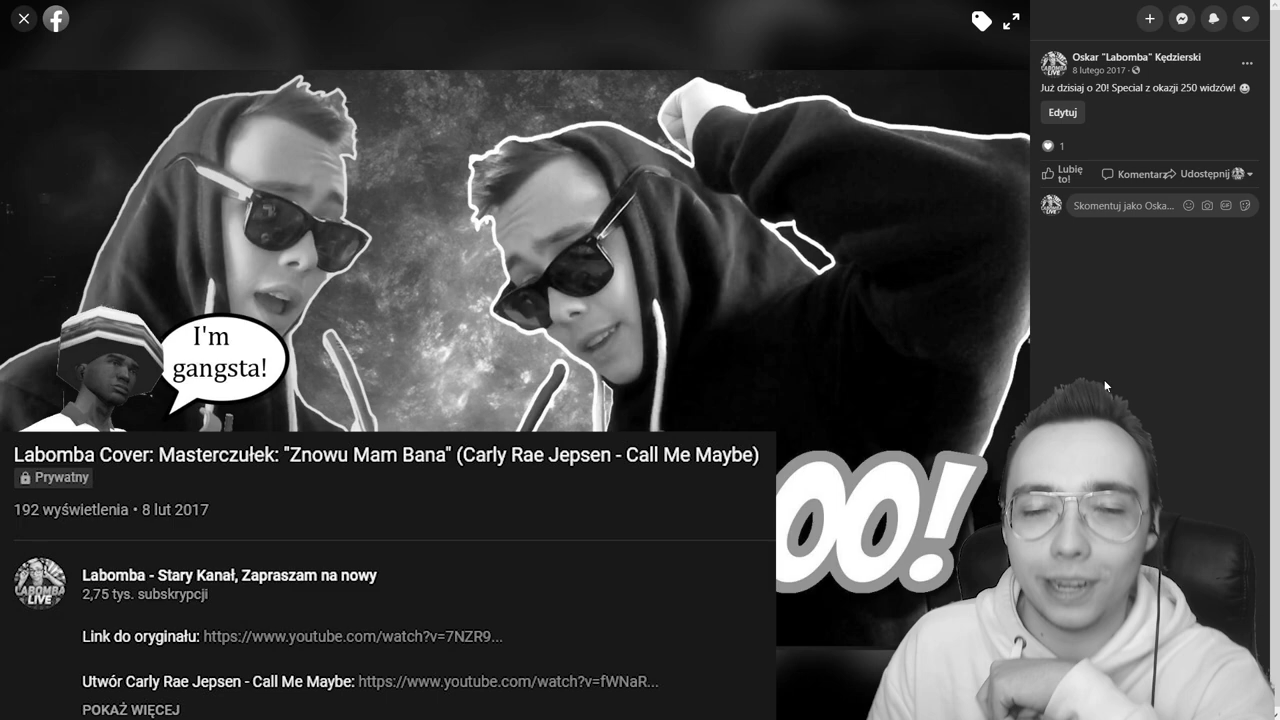 Oskar "Labomba" Kędzierski
8 lutego 2017
Już dzisiaj o 20! Special z okazji 250 widzów!
Edytuj
1
Lubię to!
Komentarz
Udostępnij
Skomentuj jako Oska...
I'm
gangsta!
OO!
Labomba Cover: Masterczułek: "Znowu Mam Bana" (Carly Rae Jepsen - Call Me Maybe)
Prywatny
192 wyświetlenia • 8 lut 2017
LABOMBA
LIVE
Labomba - Stary Kanał, Zapraszam na nowy
2,75 tys. subskrypcji
Link do oryginału: https://www.youtube.com/watch?v=7NZR9...
Utwór Carly Rae Jepsen - Call Me Maybe: https://www.youtube.com/watch?v=fWNaR...
POKAŻ WIĘCEJ